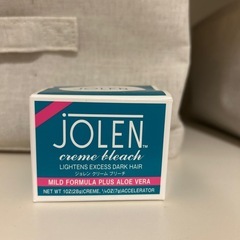 JOLEN™
creme bleach
LIGHTENS EXCESS DARK HAIR
ジョレン クリーム ブリーチ
MILD FORMULA PLUS ALOE VERA
NET WT 1OZ(28g)CREME, ¼OZ(7g)ACCELERATOR